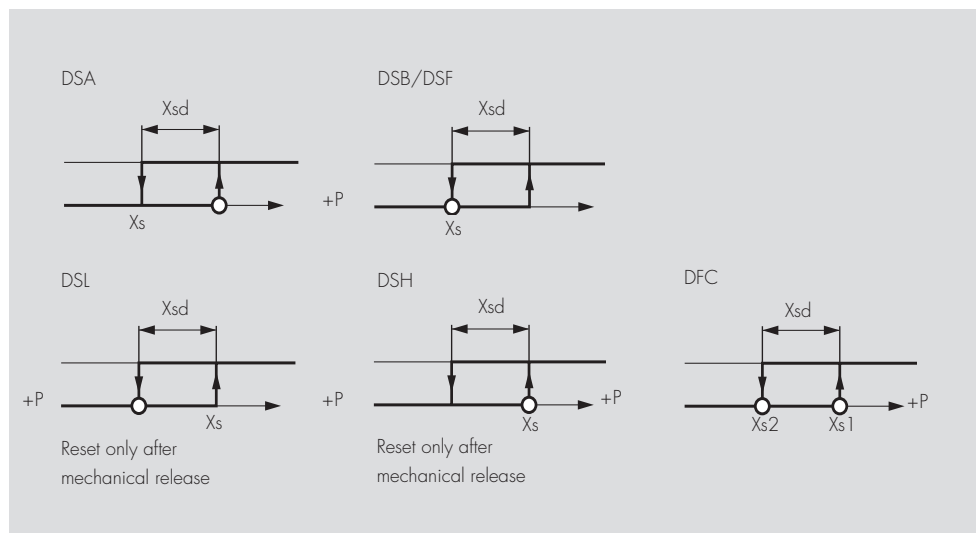 DSA
Xsd
Xs
+P
DSB/DSF
Xsd
Xs
DSL
Xsd
+P
Xs
Reset only after
mechanical release
DSH
Xsd
+P
+P
Xs
Reset only after
mechanical release
DFC
Xsd
+P
Xs2
Xs1